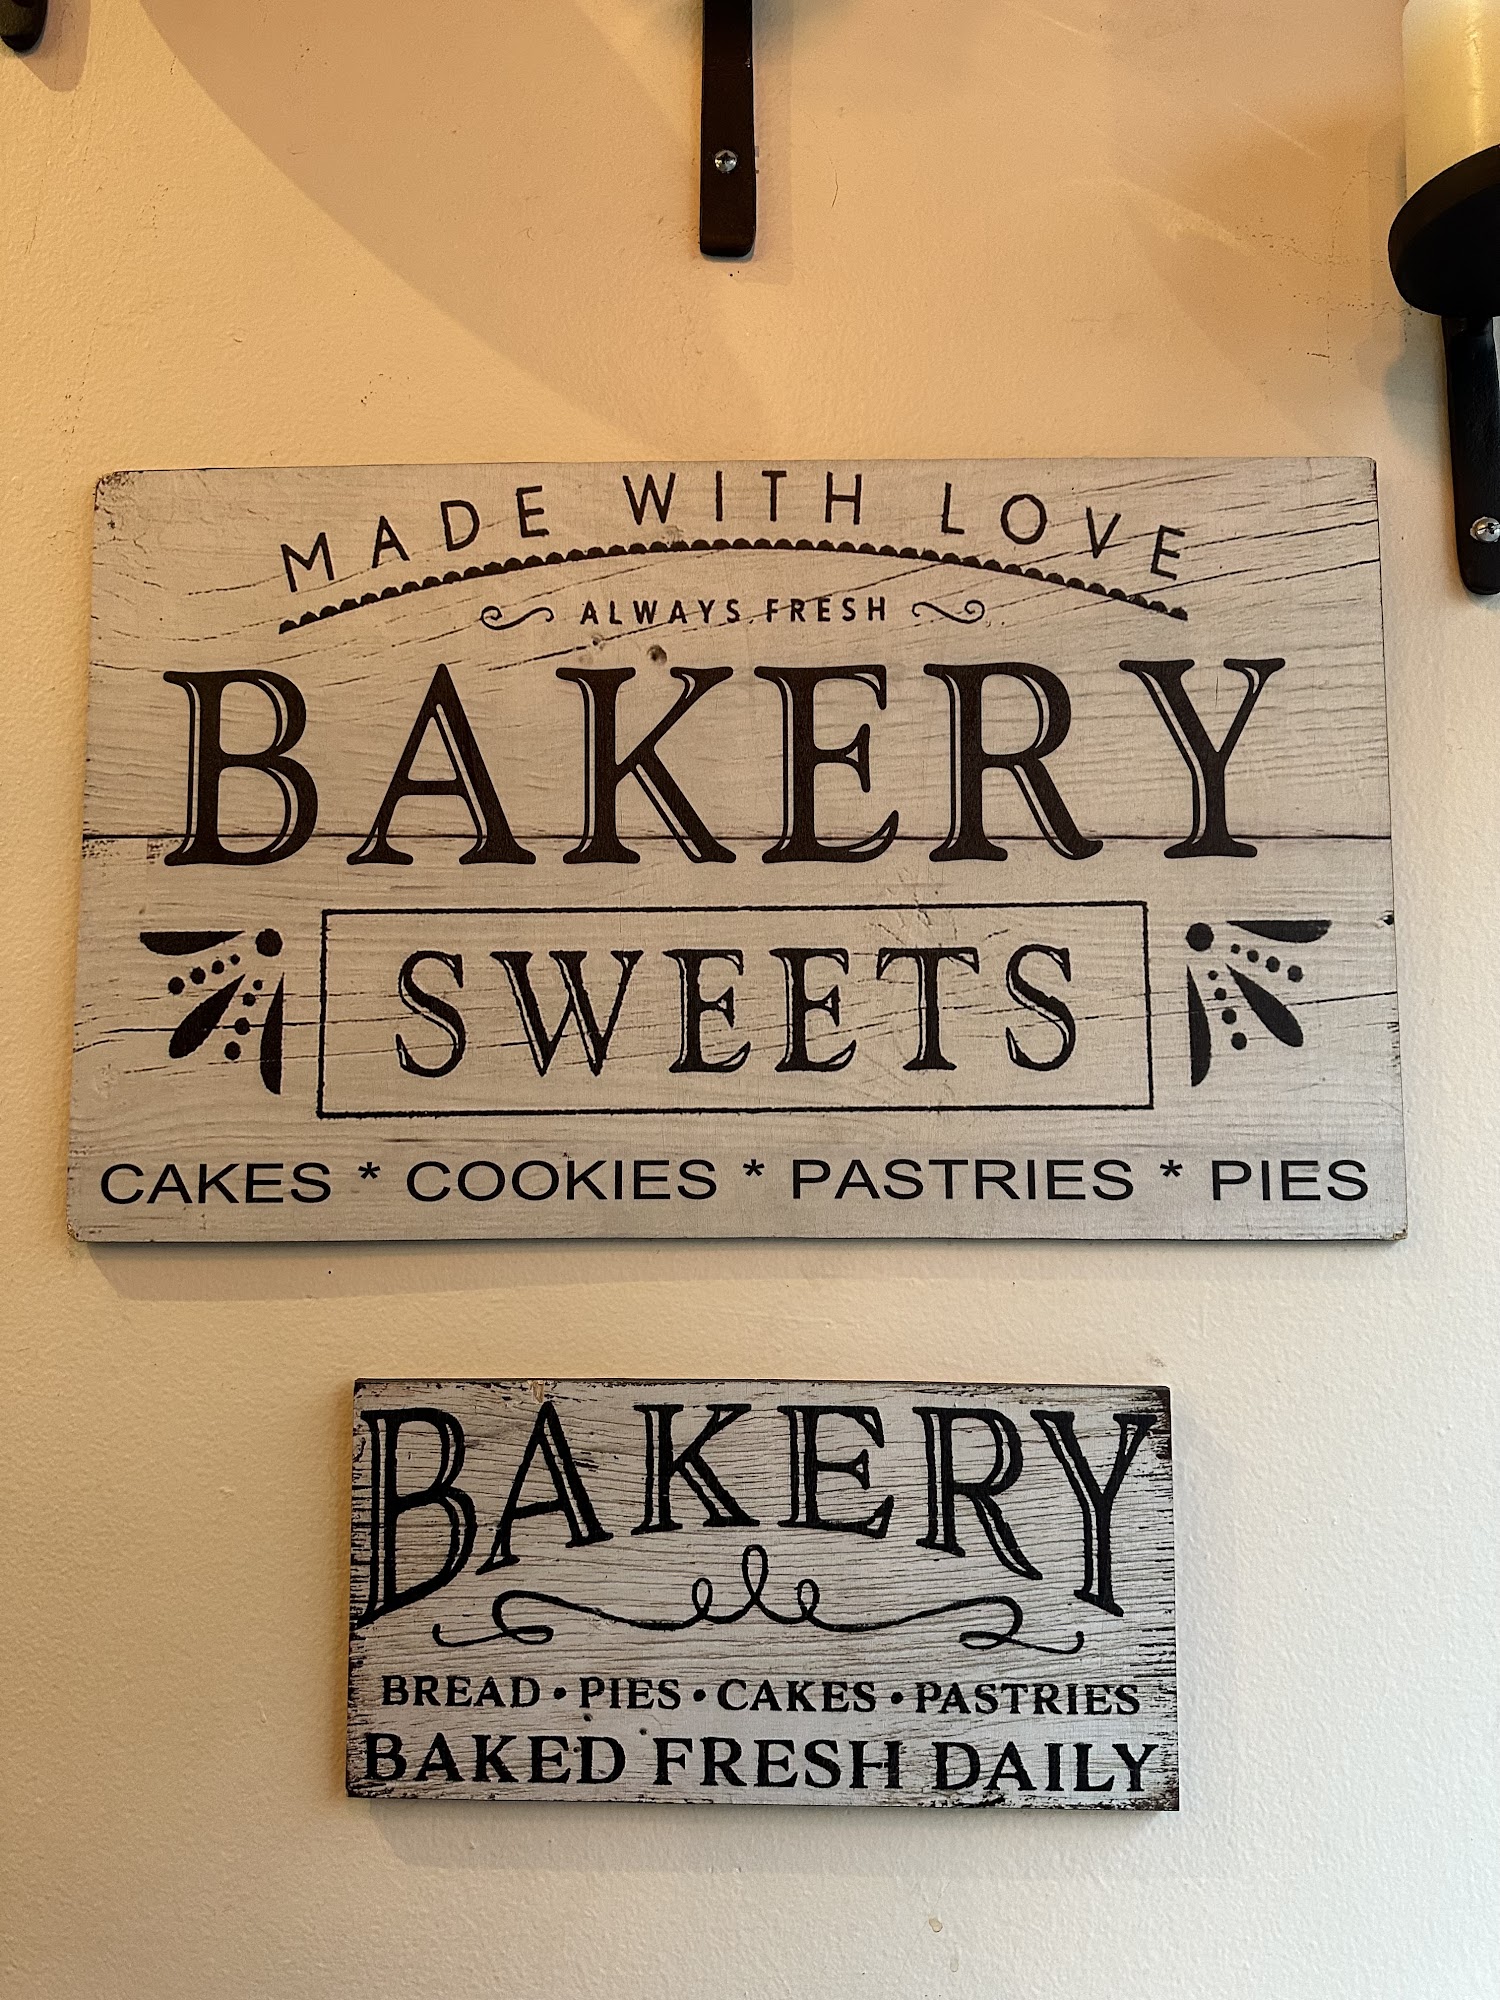 MADE WITH LOVE
ALWAYS FRESH
BAKERY
SWEETS
CAKES * COOKIES * PASTRIES * PIES
BAKERY
BREAD • PIES • CAKES • PASTRIES
BAKED FRESH DAILY